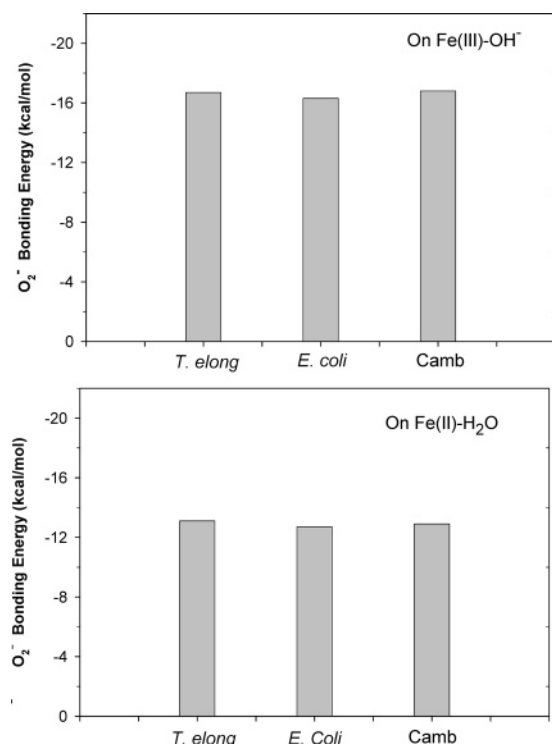 -20
On Fe(III)-OH⁻
-16
-12
-8
-4
0
O₂⁻ Bonding Energy (kcal/mol)
T. elong E. coli Camb
-20
On Fe(II)-H₂O
-16
-12
-8
-4
0
O₂⁻ Bonding Energy (kcal/mol)
T. elong E. Coli Camb